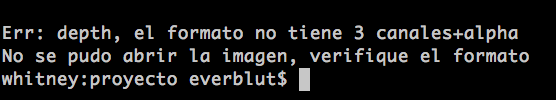 Err: depth, el formato no tiene 3 canales+alpha
No se pudo abrir la imagen, verifique el formato
whitney:proyecto everblut$